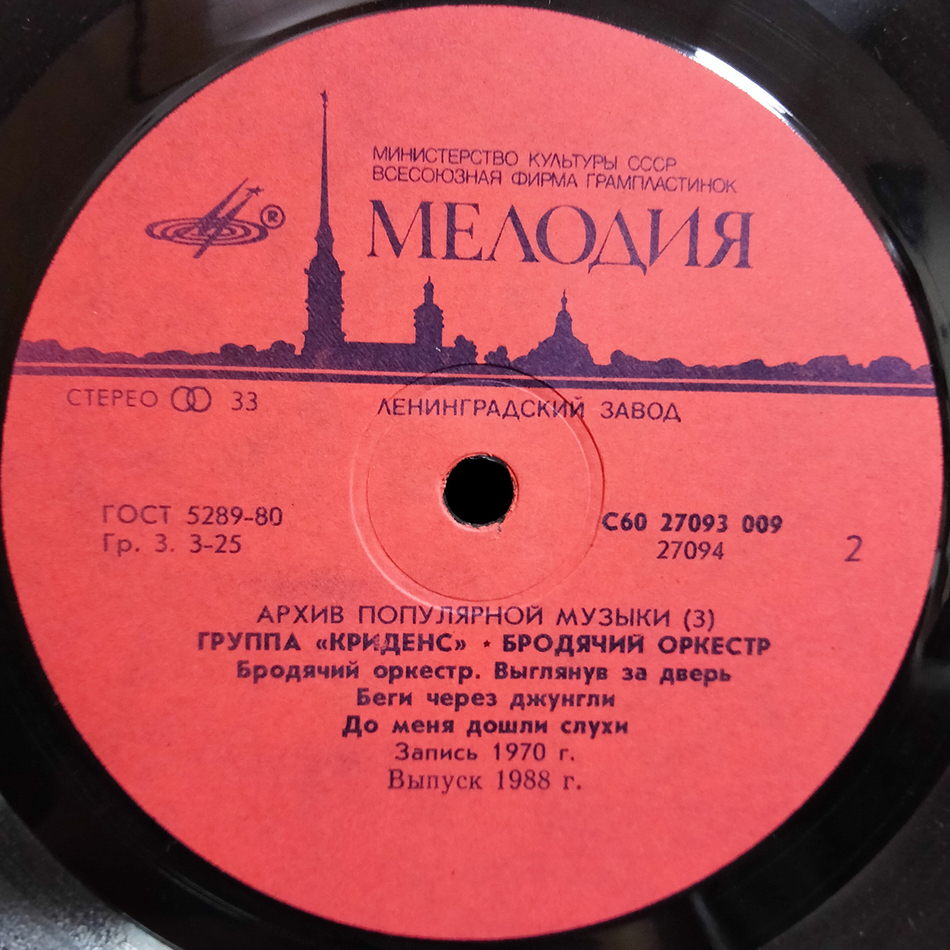 МИНИСТЕРСТВО КУЛЬТУРЫ СССР
ВСЕСОЮЗНАЯ ФИРМА ГРАМПЛАСТИНОК
МЕЛОДИЯ
®
СТЕРЕО 33
ЛЕНИНГРАДСКИЙ ЗАВОД
ГОСТ 5289-80
Гр. 3. 3-25
С60 27093 009
27094
2
АРХИВ ПОПУЛЯРНОЙ МУЗЫКИ (3)
ГРУППА «КРИДЕНС» · БРОДЯЧИЙ ОРКЕСТР
Бродячий оркестр. Выглянув за дверь
Беги через джунгли
До меня дошли слухи
Запись 1970 г.
Выпуск 1988 г.